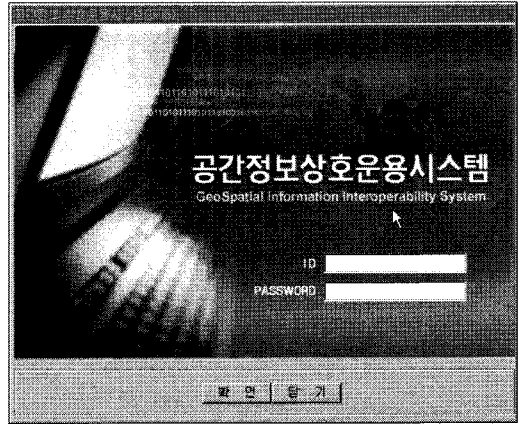 공간정보상호운용시스템
GeoSpatial Information Interoperability System
ID
PASSWORD
확 인
닫 기